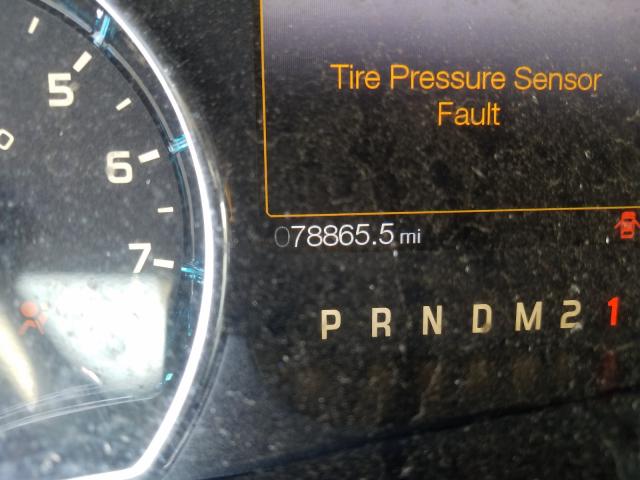 5
6
7
Tire Pressure Sensor
Fault
078865.5 mi
P R N D M 2 1